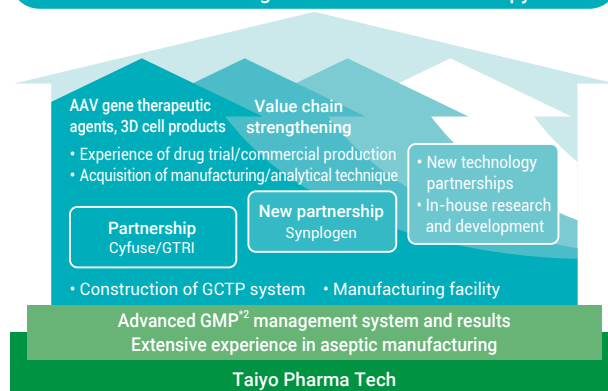 AAV gene therapeutic
agents, 3D cell products
Value chain
strengthening
• Experience of drug trial/commercial production
• Acquisition of manufacturing/analytical technique
• New technology
partnerships
• In-house research
and development
Partnership
Cyfuse/GTRI
New partnership
Synplogen
• Construction of GCTP system • Manufacturing facility
Advanced GMP*2 management system and results
Extensive experience in aseptic manufacturing
Taiyo Pharma Tech